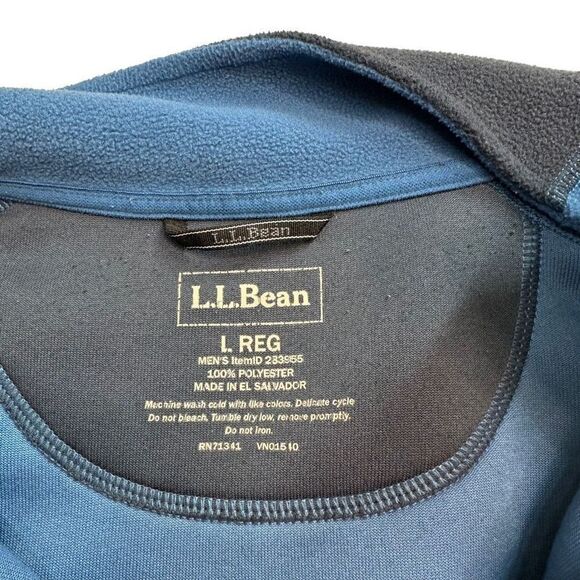 L.L.Bean
L.L.Bean
L REG
MEN'S ItemID 283955
100% POLYESTER
MADE IN EL SALVADOR
Machine wash cold with like colors. Delicate cycle
Do not bleach. Tumble dry low, remove promptly.
Do not iron.
RN71341 VN01540